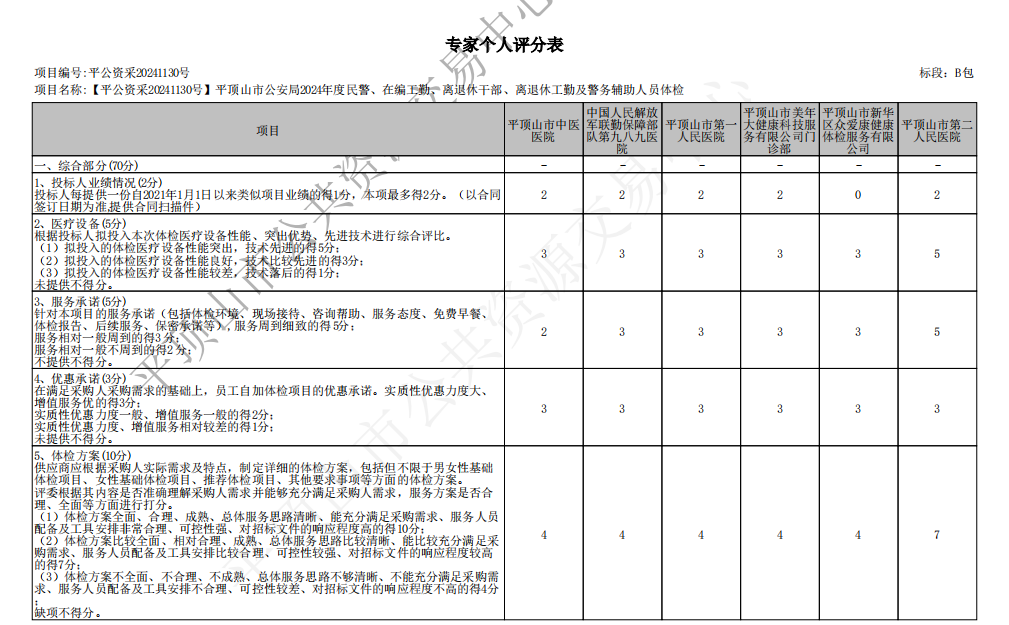 专家个人评分表
项目编号:平公资采20241130号
标段：B包
项目名称:【平公资采20241130号】平顶山市公安局2024年度民警、在编工勤、离退休干部、离退休工勤及警务辅助人员体检
项目
平顶山市中医
医院
中国人民解放
军联勤保障部
队第九八九医
院
平顶山市第一
人民医院
平顶山市美年
大健康科技服
务有限公司门
诊部
平顶山市新华
区众爱康健康
体检服务有限
公司
平顶山市第二
人民医院
一、综合部分(70分)
- - - - - -
1、投标人业绩情况(2分)
投标人每提供一份自2021年1月1日以来类似项目业绩的得1分，本项最多得2分。（以合同
签订日期为准,提供合同扫描件）
2 2 2 2 0 2
2、医疗设备(5分)
根据投标人拟投入本次体检医疗设备性能、突出优势、先进技术进行综合评比。
（1）拟投入的体检医疗设备性能突出，技术先进的得5分；
（2）拟投入的体检医疗设备性能良好，技术比较先进的得3分；
（3）拟投入的体检医疗设备性能较差，技术落后的得1分；
未提供不得分。
3 3 3 3 3 5
3、服务承诺(5分)
针对本项目的服务承诺（包括体检环境、现场接待、咨询帮助、服务态度、免费早餐、
体检报告、后续服务、保密承诺等），服务周到细致的得5分；
服务相对一般周到的得3分；
服务相对一般不周到的得2分；
不提供不得分。
2 3 3 3 3 5
4、优惠承诺(3分)
在满足采购人采购需求的基础上，员工自加体检项目的优惠承诺。实质性优惠力度大、
增值服务优的得3分；
实质性优惠力度一般、增值服务一般的得2分；
实质性优惠力度、增值服务相对较差的得1分；
未提供不得分。
3 3 3 3 3 3
5、体检方案(10分)
供应商应根据采购人实际需求及特点，制定详细的体检方案，包括但不限于男女性基础
体检项目、女性基础体检项目、推荐体检项目、其他要求事项等方面的体检方案。
评委根据其内容是否准确理解采购人需求并能够充分满足采购人需求，服务方案是否合
理、全面等方面进行打分。
（1）体检方案全面、合理、成熟、总体服务思路清晰、能充分满足采购需求、服务人员
配备及工具安排非常合理、可控性强、对招标文件的响应程度高的得10分；
（2）体检方案比较全面、相对合理、成熟、总体服务思路比较清晰、能比较充分满足采
购需求、服务人员配备及工具安排比较合理、可控性较强、对招标文件的响应程度较高
的得7分；
（3）体检方案不全面、不合理、不成熟、总体服务思路不够清晰、不能充分满足采购需
求、服务人员配备及工具安排不合理、可控性较差、对招标文件的响应程度不高的得4分
；
缺项不得分。
4 4 4 4 4 7
平顶山市公共资源交易中心